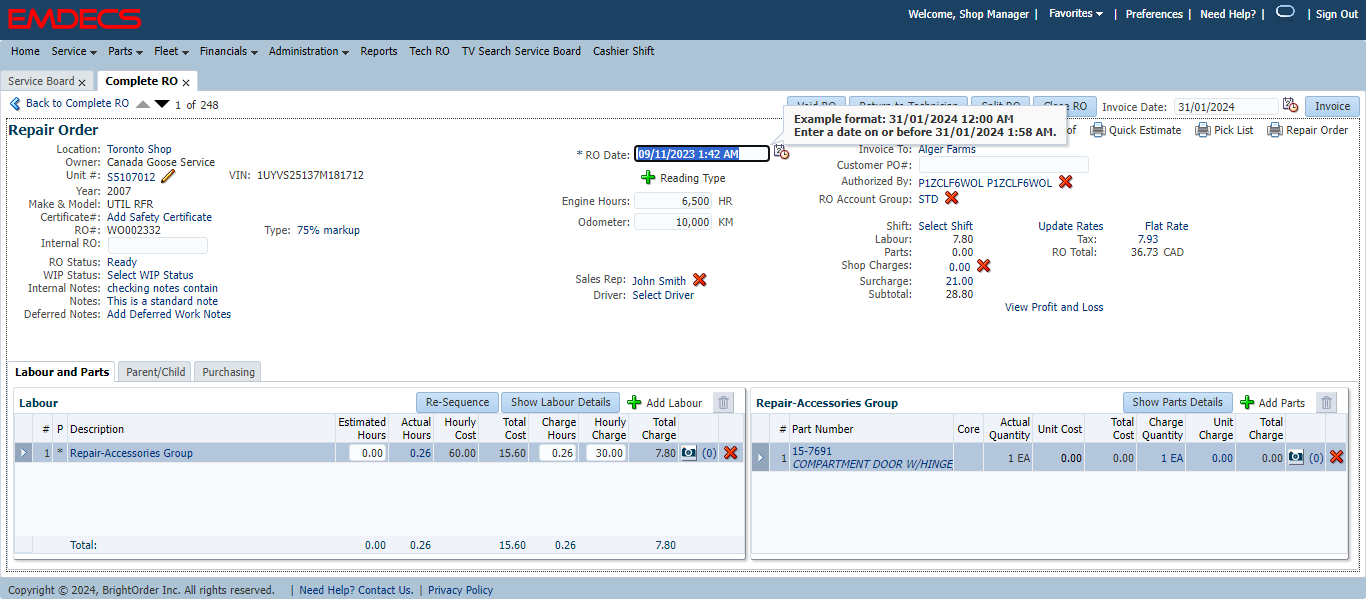 EMDECS
Welcome, Shop Manager | Favorites | Preferences | Need Help? | | Sign Out
Home Service Parts Fleet Financials Administration Reports Tech RO TV Search Service Board Cashier Shift
Service Board x Complete RO x
Back to Complete RO 1 of 248
Void RO Return to Technician Split RO Close RO Invoice Date: 31/01/2024 Invoice
Example format: 31/01/2024 12:00 AM
Enter a date on or before 31/01/2024 1:58 AM.
Repair Order
of Quick Estimate Pick List Repair Order
Location: Toronto Shop
Owner: Canada Goose Service
Unit #: S5107012 VIN: 1UYVS25137M181712
Year: 2007
Make & Model: UTIL RFR
Certificate#: Add Safety Certificate
RO#: WO002332 Type: 75% markup
Internal RO:
RO Status: Ready
WIP Status: Select WIP Status
Internal Notes: checking notes contain
Notes: This is a standard note
Deferred Notes: Add Deferred Work Notes
* RO Date: 09/11/2023 1:42 AM
Reading Type
Engine Hours: 6,500 HR
Odometer: 10,000 KM
Sales Rep: John Smith
Driver: Select Driver
Invoice To: Alger Farms
Customer PO#:
Authorized By: P1ZCLF6WOL P1ZCLF6WOL
RO Account Group: STD
Shift: Select Shift Update Rates Flat Rate
Labour: 7.80 Tax: 7.93
Parts: 0.00 RO Total: 36.73 CAD
Shop Charges: 0.00
Surcharge: 21.00
Subtotal: 28.80
View Profit and Loss
Labour and Parts Parent/Child Purchasing
Labour Re-Sequence Show Labour Details Add Labour
# P Description Estimated Hours Actual Hours Hourly Cost Total Cost Charge Hours Hourly Charge Total Charge
1 * Repair-Accessories Group 0.00 0.26 60.00 15.60 0.26 30.00 7.80 (0)
Total: 0.00 0.26 15.60 0.26 7.80
Repair-Accessories Group Show Parts Details Add Parts
# Part Number Core Actual Quantity Unit Cost Total Cost Charge Quantity Unit Charge Total Charge
1 15-7691 1 EA 0.00 0.00 1 EA 0.00 0.00 (0)
COMPARTMENT DOOR W/HINGE
Copyright © 2024, BrightOrder Inc. All rights reserved. | Need Help? Contact Us. | Privacy Policy